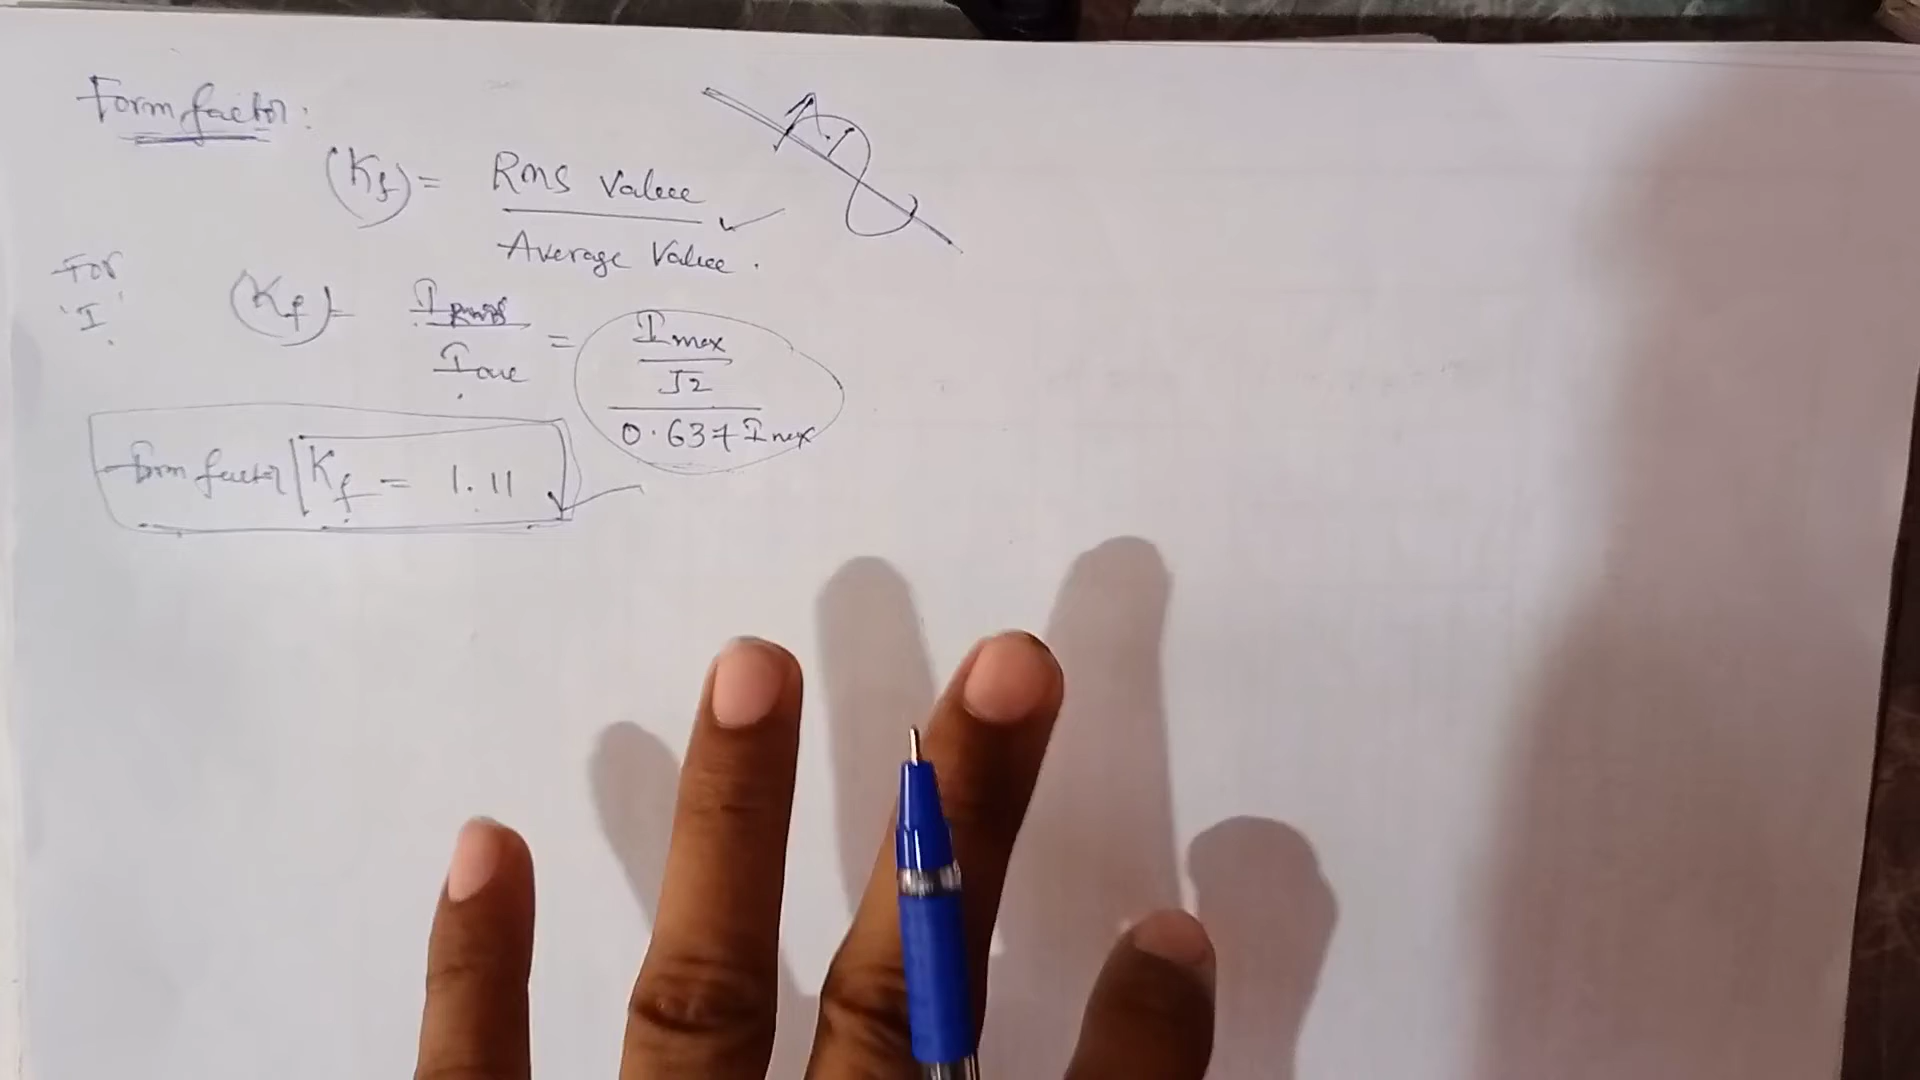 Form factor:
(Kf) = Rms Value / Average Value.
For 'I'.
(Kf) = Irms / Iave = Imax/√2 / 0.637 Imax
Form factor Kf = 1.11